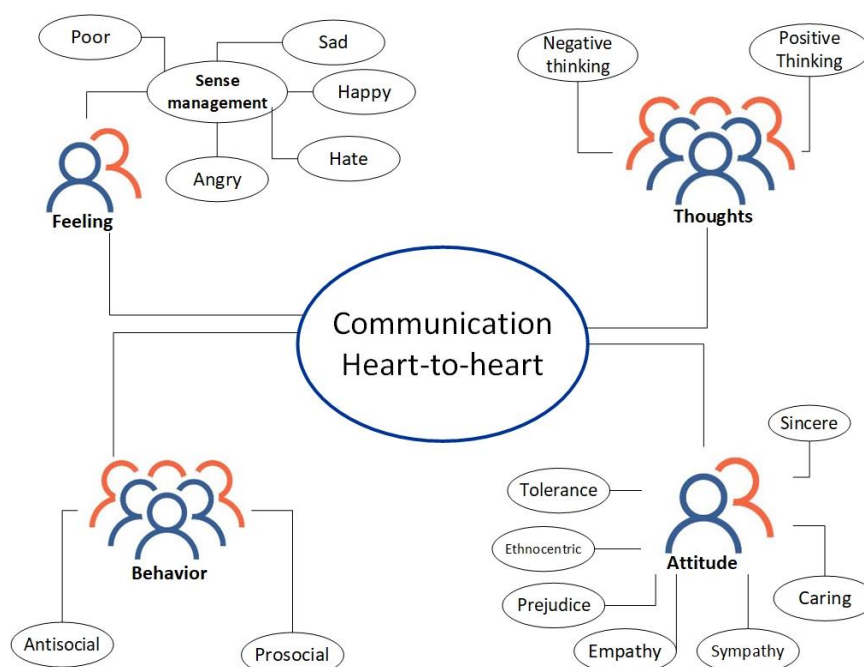 Poor
Sad
Sense
management
Happy
Hate
Angry
Feeling
Negative
thinking
Positive
Thinking
Thoughts
Communication
Heart-to-heart
Behavior
Antisocial
Prosocial
Sincere
Tolerance
Ethnocentric
Attitude
Prejudice
Caring
Empathy
Sympathy